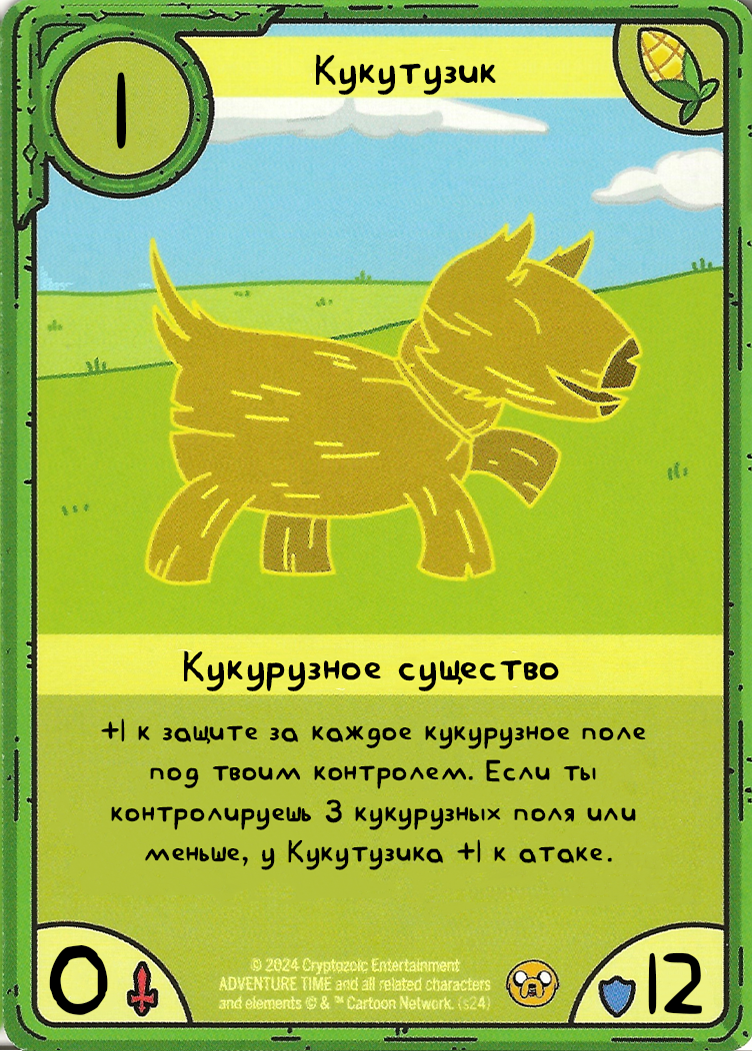 1
Кукутузик
Кукурузное существо
+1 к защите за каждое кукурузное поле
под твоим контролем. Если ты
контролируешь 3 кукурузных поля или
меньше, у Кукутузика +1 к атаке.
0
12
© 2024 Cryptozoic Entertainment
ADVENTURE TIME and all related characters
and elements © & ™ Cartoon Network. (s24)